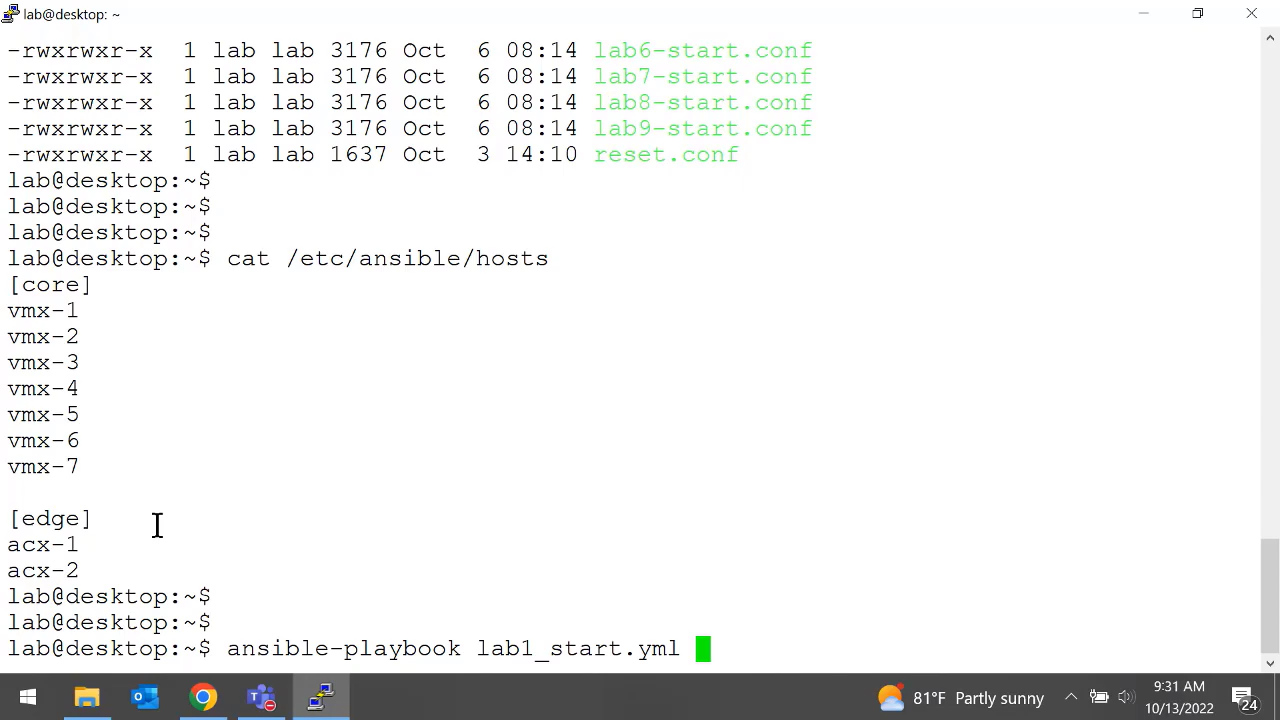 lab@desktop: ~
-rwxrwxr-x 1 lab lab 3176 Oct 6 08:14 lab6-start.conf
-rwxrwxr-x 1 lab lab 3176 Oct 6 08:14 lab7-start.conf
-rwxrwxr-x 1 lab lab 3176 Oct 6 08:14 lab8-start.conf
-rwxrwxr-x 1 lab lab 3176 Oct 6 08:14 lab9-start.conf
-rwxrwxr-x 1 lab lab 1637 Oct 3 14:10 reset.conf
lab@desktop:~$
lab@desktop:~$
lab@desktop:~$
lab@desktop:~$ cat /etc/ansible/hosts
[core]
vmx-1
vmx-2
vmx-3
vmx-4
vmx-5
vmx-6
vmx-7
[edge]
acx-1
acx-2
lab@desktop:~$
lab@desktop:~$
lab@desktop:~$ ansible-playbook lab1_start.yml
81°F Partly sunny
9:31 AM
10/13/2022
24